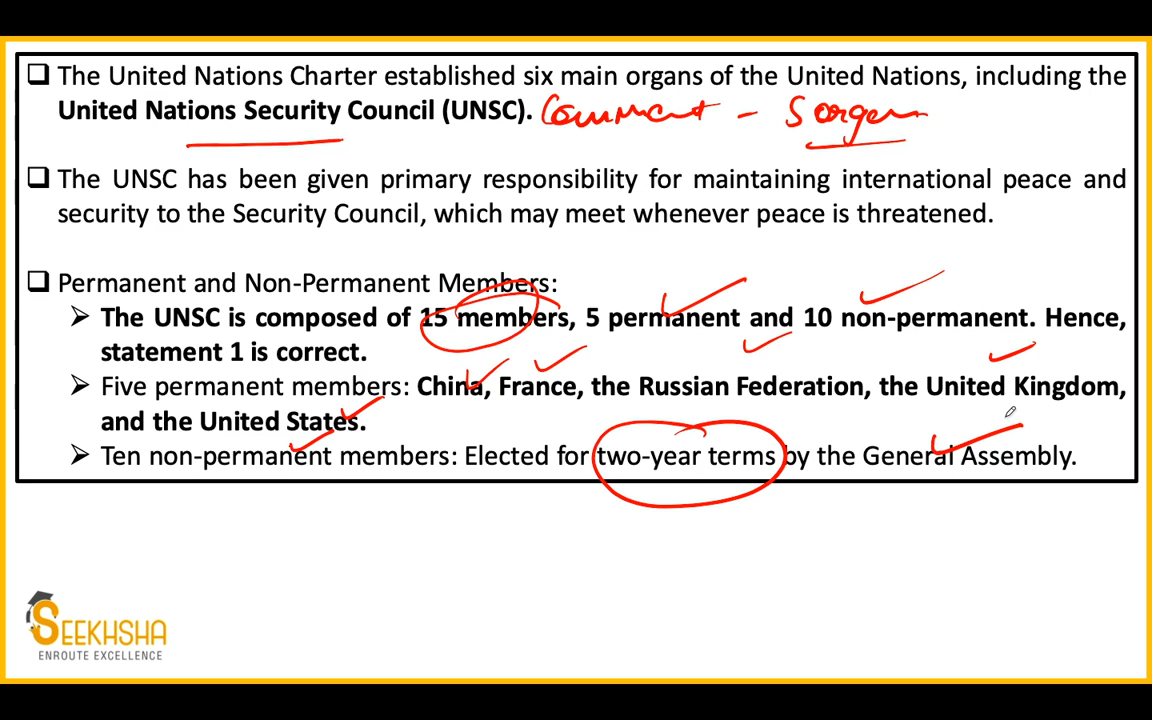 ❑ The United Nations Charter established six main organs of the United Nations, including the
United Nations Security Council (UNSC). Comment - 5 organ
❑ The UNSC has been given primary responsibility for maintaining international peace and
security to the Security Council, which may meet whenever peace is threatened.
❑ Permanent and Non-Permanent Members:
➢ The UNSC is composed of 15 members, 5 permanent and 10 non-permanent. Hence,
statement 1 is correct.
➢ Five permanent members: China, France, the Russian Federation, the United Kingdom,
and the United States.
➢ Ten non-permanent members: Elected for two-year terms by the General Assembly.
SEEKHSHA
ENROUTE EXCELLENCE